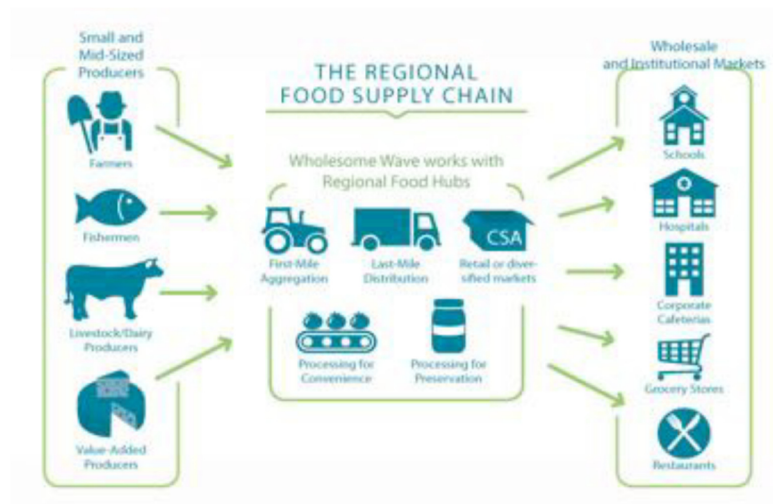 Small and
Mid-Sized
Producers
Farmers
Fishermen
Livestock/Dairy
Producers
Value-Added
Producers
THE REGIONAL
FOOD SUPPLY CHAIN
Wholesome Wave works with
Regional Food Hubs
First-Mile
Aggregation
Last-Mile
Distribution
CSA
Retail or diver-
sified markets
Processing for
Convenience
Processing for
Preservation
Wholesale
and Institutional Markets
Schools
Hospitals
Corporate
Cafeterias
Grocery Stores
Restaurants